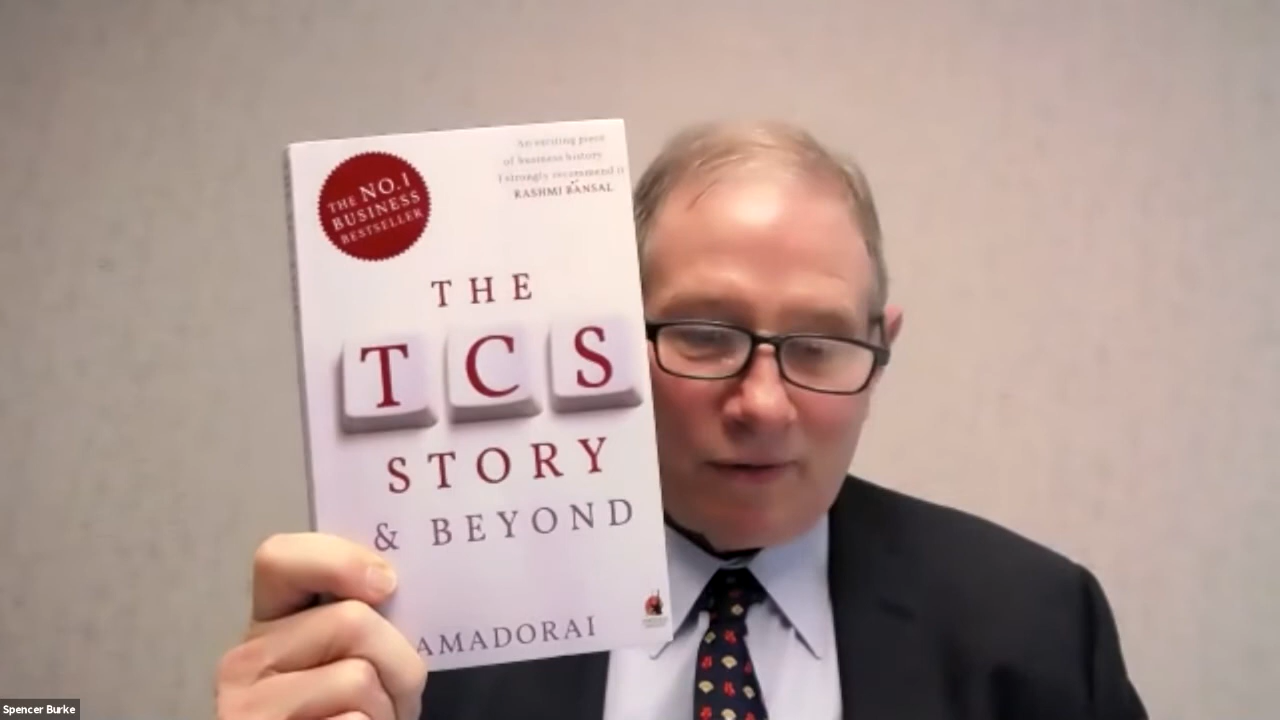 THE NO.1
BUSINESS
BESTSELLER
An exciting piece
of business history
I strongly recommend it
RASHMI BANSAL
THE
TCS
STORY
& BEYOND
AMADORAI
Spencer Burke